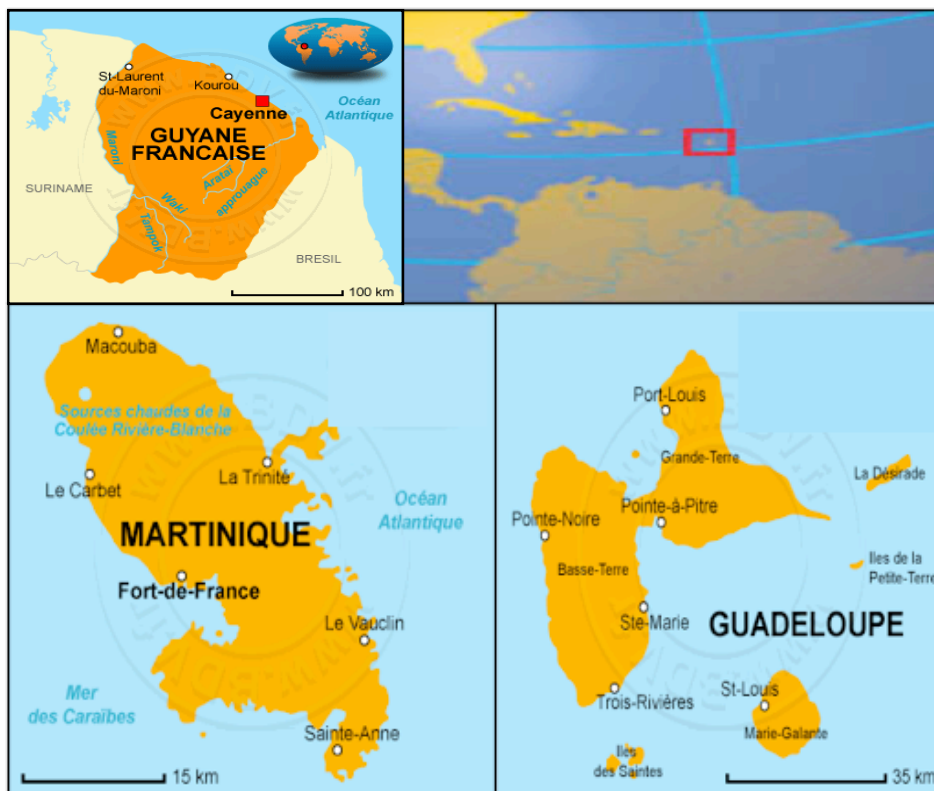 St-Laurent
du-Maroni
Kourou
Cayenne
Océan
Atlantique
GUYANE
FRANCAISE
Maroni
SURINAME
Waki
Aratai
approuague
Tampok
BRESIL
100 km
Macouba
Sources chaudes de la
Coulée Rivière-Blanche
La Trinité
Le Carbet
Océan
Atlantique
MARTINIQUE
Fort-de-France
Le Vauclin
Mer
des Caraïbes
Sainte-Anne
15 km
Port-Louis
Grande-Terre
La Désirade
Pointe-à-Pitre
Pointe-Noire
Iles de la
Petite-Terre
Basse-Terre
Ste-Marie
GUADELOUPE
St-Louis
Trois-Rivières
Marie-Galante
Iles
des Saintes
35 km